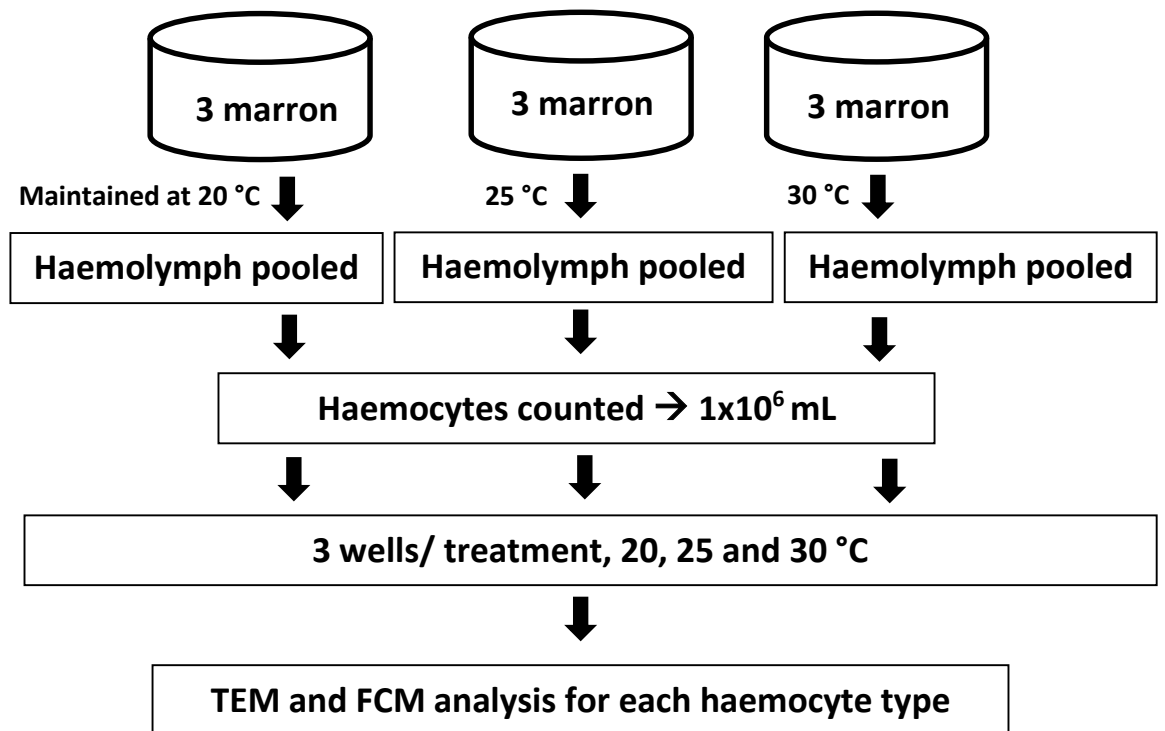 3 marron
3 marron
3 marron
Maintained at 20 °C
25 °C
30 °C
Haemolymph pooled
Haemolymph pooled
Haemolymph pooled
Haemocytes counted → 1x10⁶ mL
3 wells/ treatment, 20, 25 and 30 °C
TEM and FCM analysis for each haemocyte type